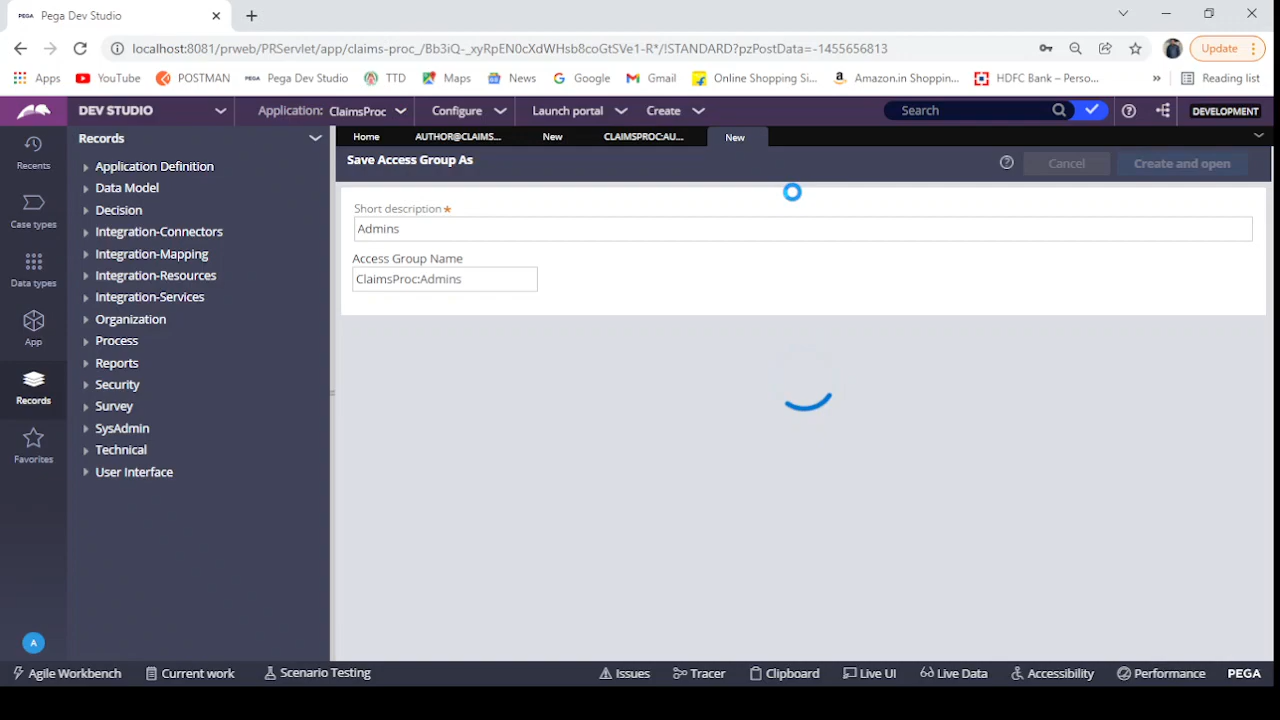 PEGA Pega Dev Studio
localhost:8081/prweb/PRServlet/app/claims-proc_/Bb3iQ-_xyRpEN0cXdWHsb8coGtSVe1-R*/!STANDARD?pzPostData=-1455656813
Update
Apps YouTube POSTMAN PEGA Pega Dev Studio TTD Maps News Google Gmail Online Shopping Si... Amazon.in Shoppin... HDFC Bank – Perso... » Reading list
DEV STUDIO Application: ClaimsProc Configure Launch portal Create Search DEVELOPMENT
Records Home AUTHOR@CLAIMS... New CLAIMSPROC:AU... New
Recents
Case types
Data types
App
Records
Favorites
A
Application Definition
Data Model
Decision
Integration-Connectors
Integration-Mapping
Integration-Resources
Integration-Services
Organization
Process
Reports
Security
Survey
SysAdmin
Technical
User Interface
Save Access Group As Cancel Create and open
Short description★
Admins
Access Group Name
ClaimsProc:Admins
Agile Workbench Current work Scenario Testing Issues Tracer Clipboard Live UI Live Data Accessibility Performance PEGA